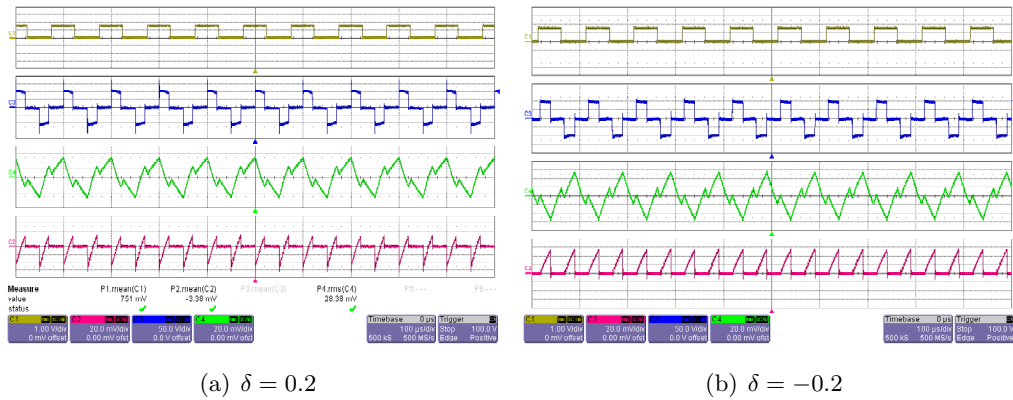 C1
C3
C4
C2
Measure P1:mean(C1) P2:mean(C2) P3:mean(C3) P4:rms(C4) P5:--- P6:---
value 751 mV -3.38 mV 28.38 mV
status
C1 C2 C4
1.00 V/div 20.0 mV/div 50.0 V/div 20.0 mV/div
0 mV offset 0.00 mV ofst 0.0 V offset 0.00 mV ofst
Timebase 0 µs Trigger
100 µs/div Stop 100.0 V
500 kS 500 MS/s Edge Positive
(a) δ = 0.2
C1
C3
C4
C2
C1 C2 C4
1.00 V/div 20.0 mV/div 50.0 V/div 20.0 mV/div
0 mV offset 0.00 mV ofst 0.0 V offset 0.00 mV ofst
Timebase 0 µs Trigger
100 µs/div Stop 100.0 V
500 kS 500 MS/s Edge Positive
(b) δ = −0.2